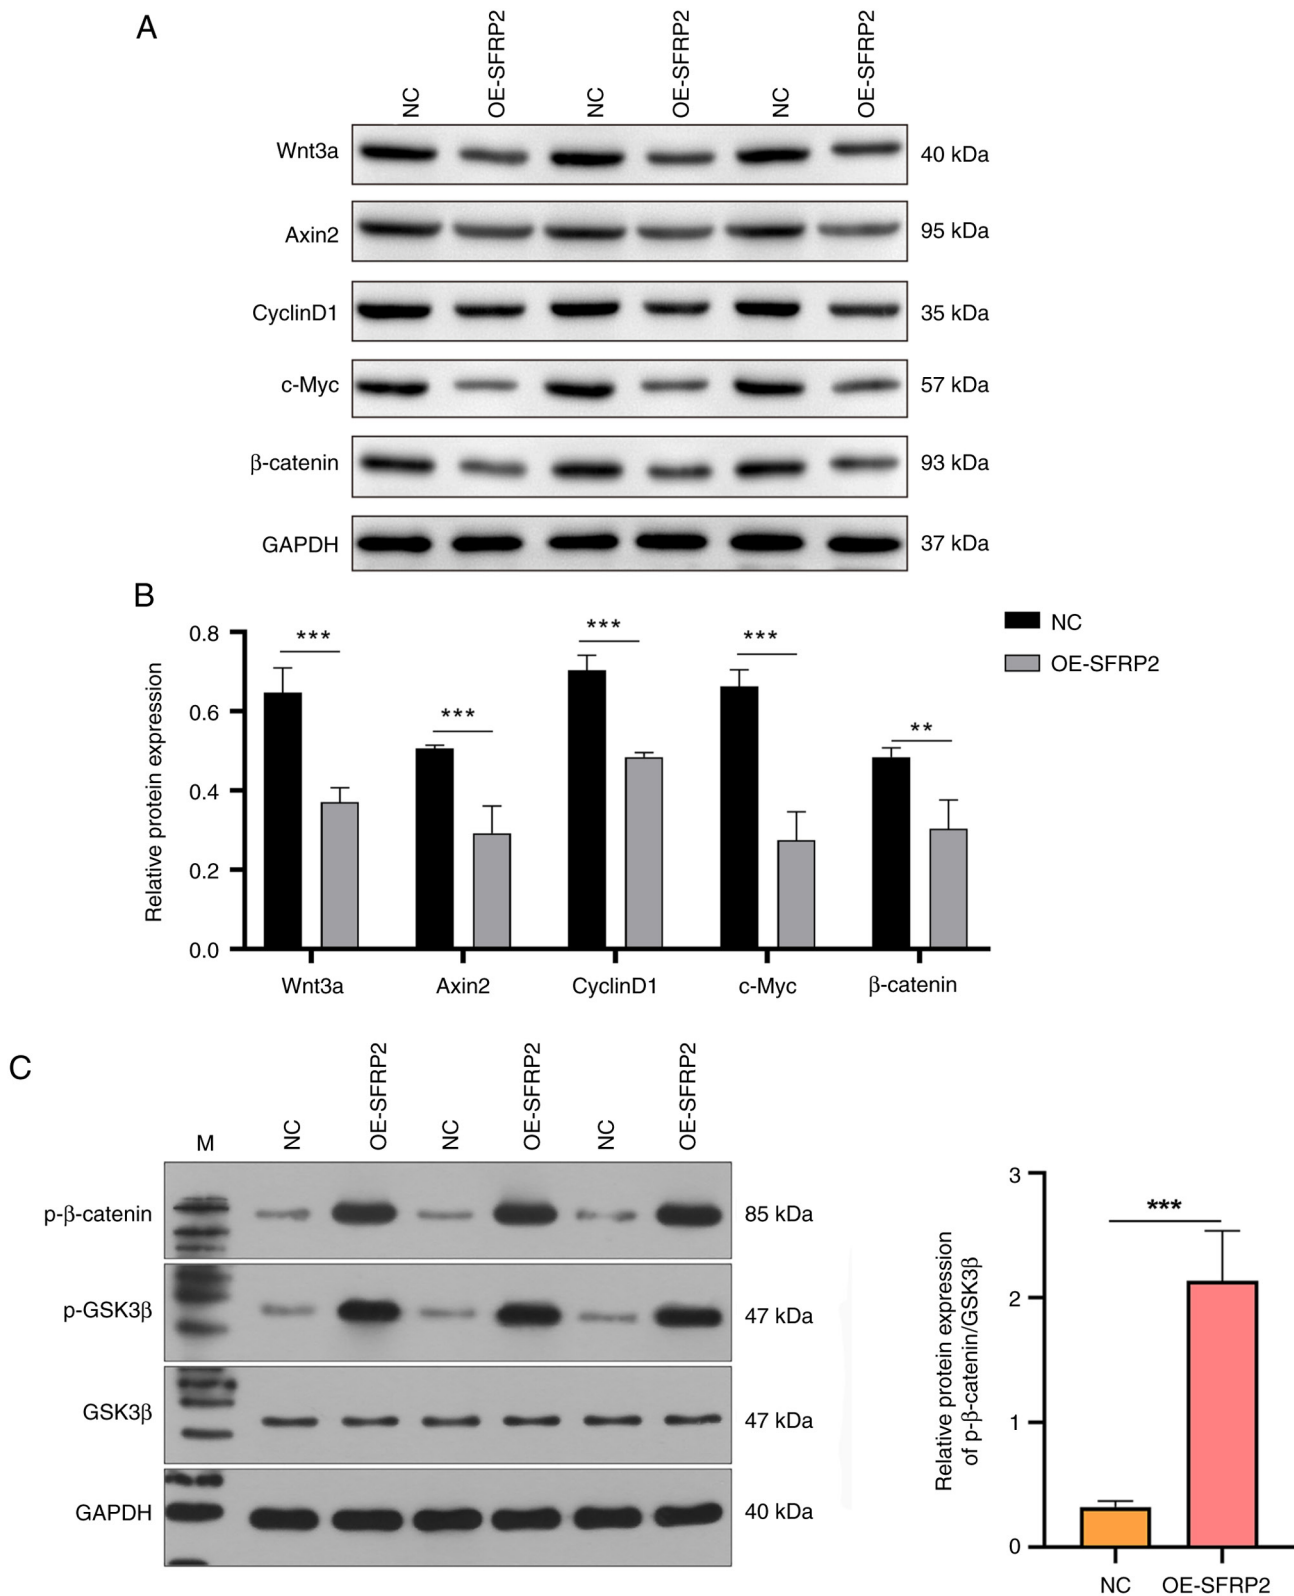 A
NC OE-SFRP2 NC OE-SFRP2 NC OE-SFRP2
Wnt3a 40 kDa
Axin2 95 kDa
CyclinD1 35 kDa
c-Myc 57 kDa
β-catenin 93 kDa
GAPDH 37 kDa
B
Relative protein expression
0.8
0.6
0.4
0.2
0.0
*** *** *** *** **
Wnt3a Axin2 CyclinD1 c-Myc β-catenin
NC
OE-SFRP2
C
M NC OE-SFRP2 NC OE-SFRP2 NC OE-SFRP2
p-β-catenin 85 kDa
p-GSK3β 47 kDa
GSK3β 47 kDa
GAPDH 40 kDa
Relative protein expression
of p-β-catenin/GSK3β
3
2
1
0
***
NC OE-SFRP2